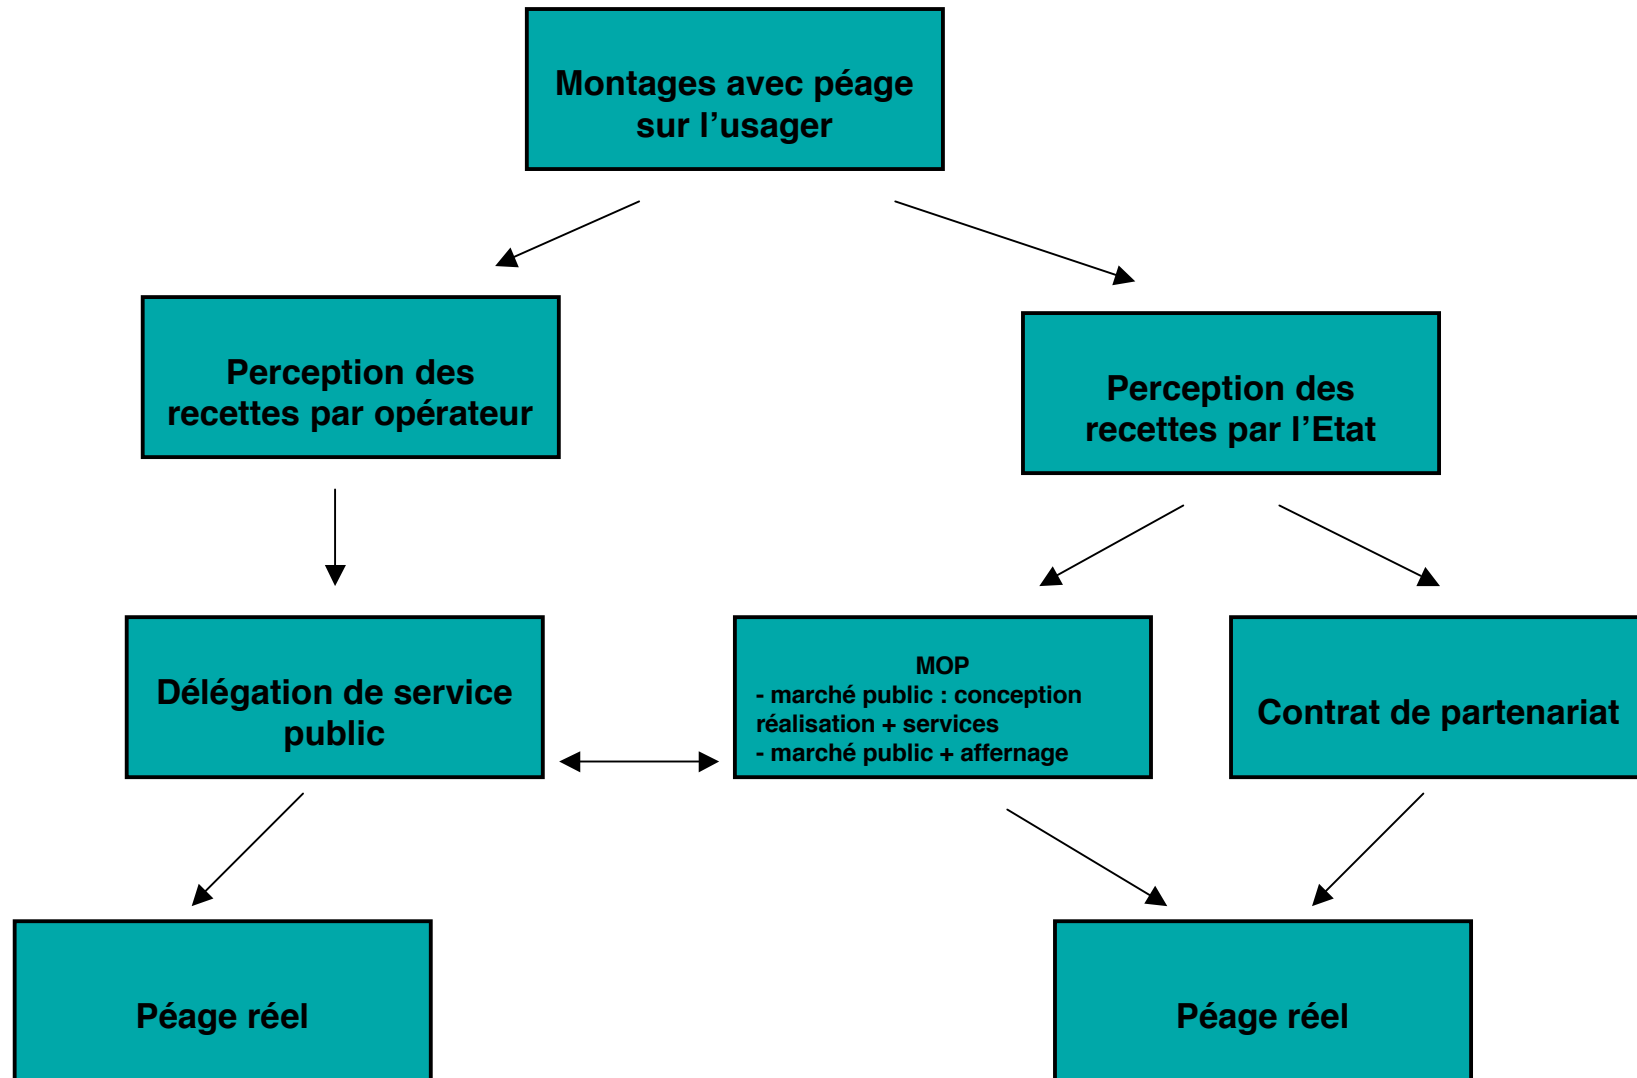 Montages avec péage
sur l’usager
Perception des
recettes par opérateur
Perception des
recettes par l’Etat
Délégation de service
public
MOP
- marché public : conception
réalisation + services
- marché public + affernage
Contrat de partenariat
Péage réel
Péage réel